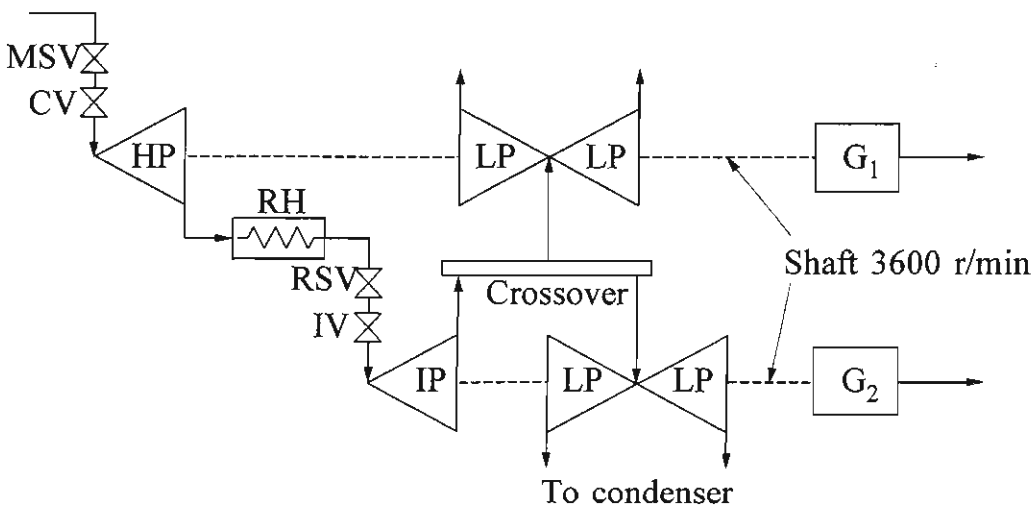 MSV
CV
HP
LP
LP
G₁
RH
RSV
IV
Crossover
Shaft 3600 r/min
IP
LP
LP
G₂
To condenser